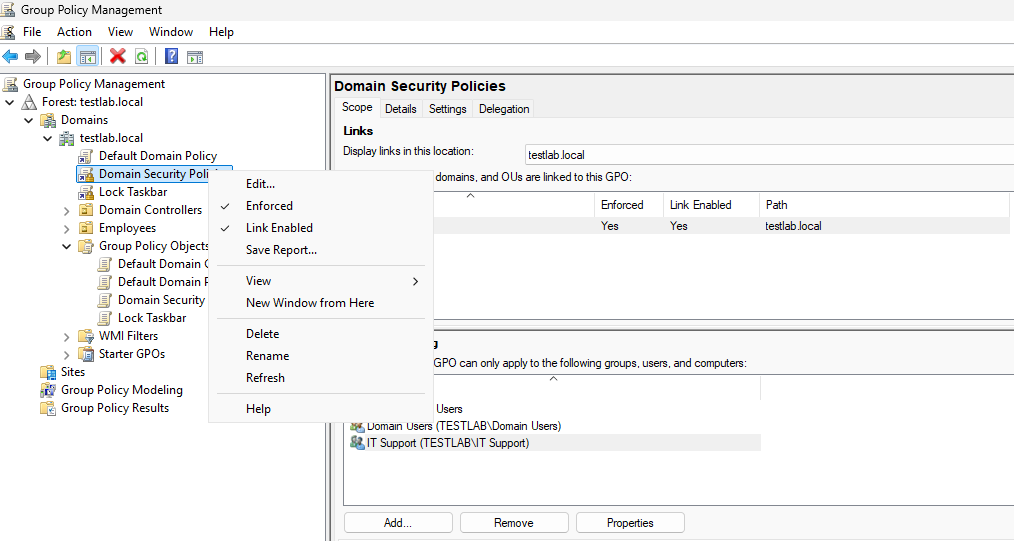 Group Policy Management
File Action View Window Help
Group Policy Management
Forest: testlab.local
Domains
testlab.local
Default Domain Policy
Domain Security Polici
Lock Taskbar
Domain Controllers
Employees
Group Policy Objects
Default Domain
Default Domain
Domain Security
Lock Taskbar
WMI Filters
Starter GPOs
Sites
Group Policy Modeling
Group Policy Results
Edit...
Enforced
Link Enabled
Save Report...
View
New Window from Here
Delete
Rename
Refresh
Help
Domain Security Policies
Scope Details Settings Delegation
Links
Display links in this location: testlab.local
domains, and OUs are linked to this GPO:
Enforced Link Enabled Path
Yes Yes testlab.local
GPO can only apply to the following groups, users, and computers:
Users
Domain Users (TESTLAB\Domain Users)
IT Support (TESTLAB\IT Support)
Add... Remove Properties